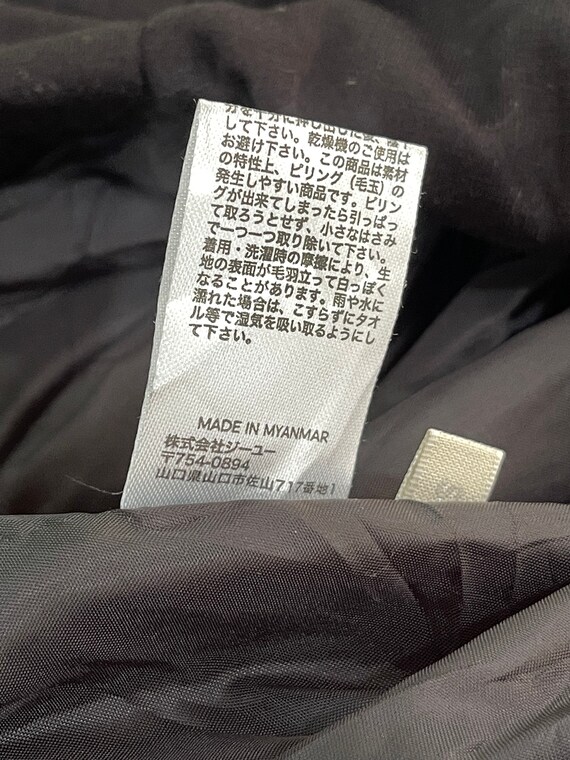 して下さい。乾燥機のご使用は
お避け下さい。この商品は素材
の特性上、ピリング（毛玉）の
発生しやすい商品です。ピリン
グが出来てしまったら引っぱっ
て取ろうとせず、小さなはさみ
で一つ一つ取り除いて下さい。
着用・洗濯時の摩擦により、生
地の表面が毛羽立って白っぽく
なることがあります。雨や水に
濡れた場合は、こすらずにタオ
ル等で湿気を吸い取るようにし
て下さい。
MADE IN MYANMAR
株式会社ジーユー
〒754-0894
山口県山口市佐山717番地1